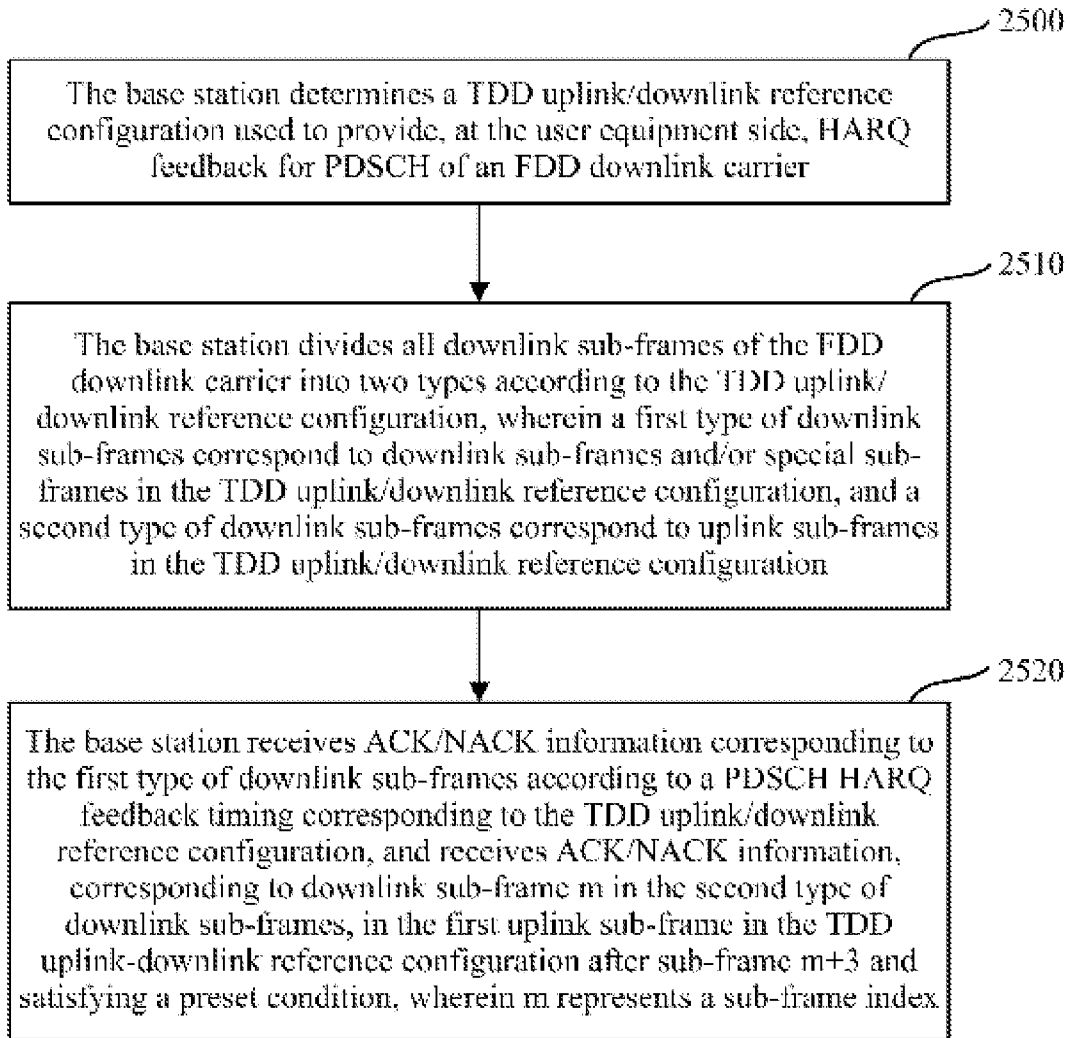 2500
The base station determines a TDD uplink/downlink reference
configuration used to provide, at the user equipment side, HARQ
feedback for PDSCH of an FDD downlink carrier
2510
The base station divides all downlink sub-frames of the FDD
downlink carrier into two types according to the TDD uplink/
downlink reference configuration, wherein a first type of downlink
sub-frames correspond to downlink sub-frames and/or special sub-
frames in the TDD uplink/downlink reference configuration, and a
second type of downlink sub-frames correspond to uplink sub-frames
in the TDD uplink/downlink reference configuration
2520
The base station receives ACK/NACK information corresponding to
the first type of downlink sub-frames according to a PDSCH HARQ
feedback timing corresponding to the TDD uplink/downlink
reference configuration, and receives ACK/NACK information,
corresponding to downlink sub-frame m in the second type of
downlink sub-frames, in the first uplink sub-frame in the TDD
uplink-downlink reference configuration after sub-frame m+3 and
satisfying a preset condition, wherein m represents a sub-frame index